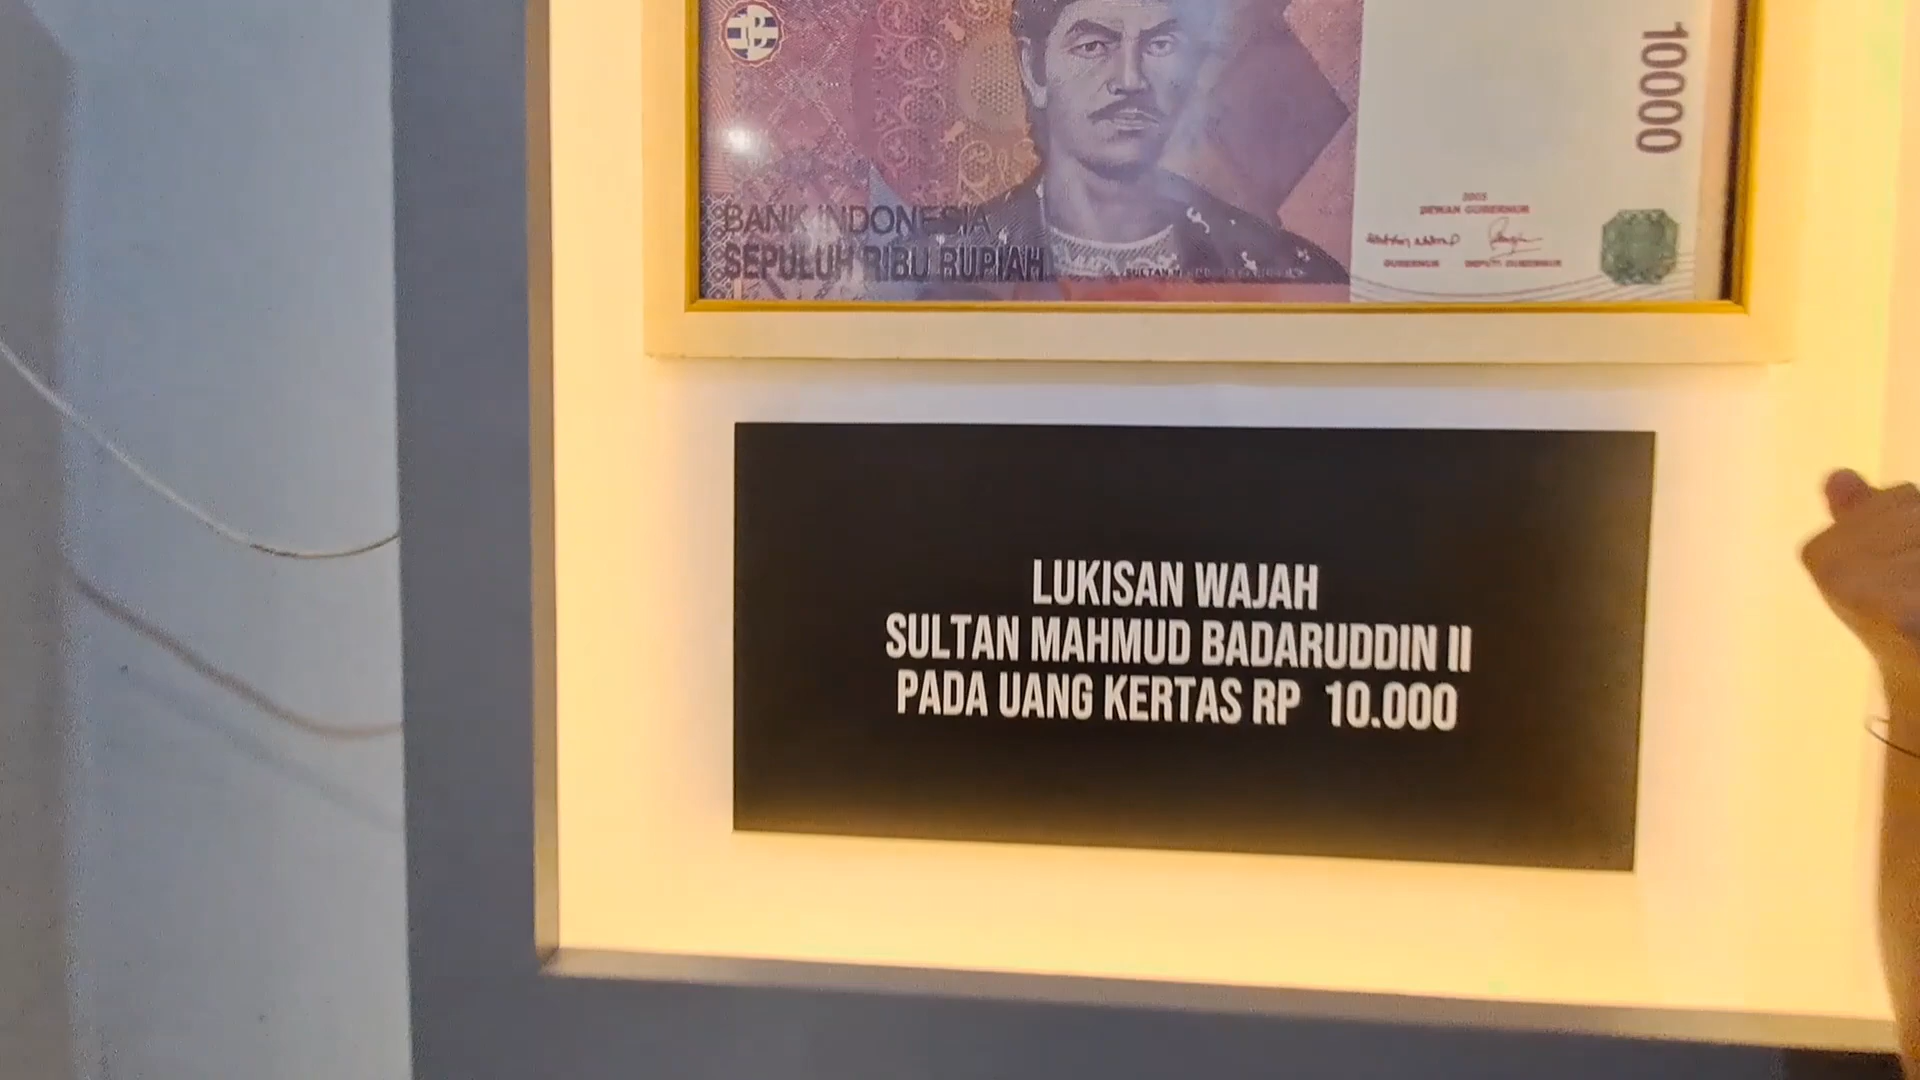 10000
BANK INDONESIA
SEPULUH RIBU RUPIAH
2005
DEWAN GUBERNUR
GUBERNUR DEPUTI GUBERNUR
LUKISAN WAJAH
SULTAN MAHMUD BADARUDDIN II
PADA UANG KERTAS RP 10.000